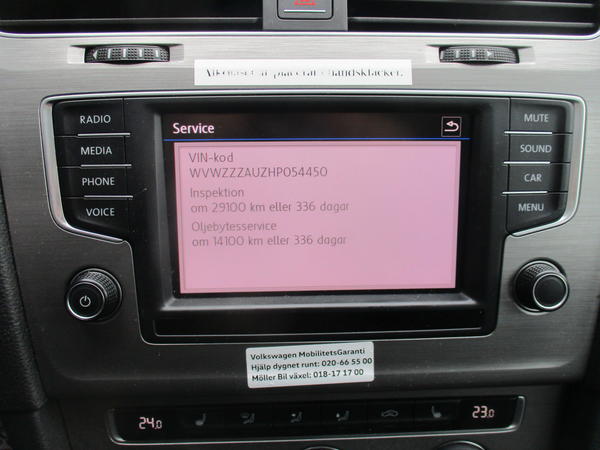 RADIO
MEDIA
PHONE
VOICE
Service
VIN-kod
WVWZZZAUZHP054450
Inspektion
om 29100 km eller 336 dagar
Oljebytesservice
om 14100 km eller 336 dagar
MUTE
SOUND
CAR
MENU
Volkswagen MobilitetsGaranti
Hjälp dygnet runt: 020-66 55 00
Möller Bil växel: 018-17 17 00
24.0
23.0